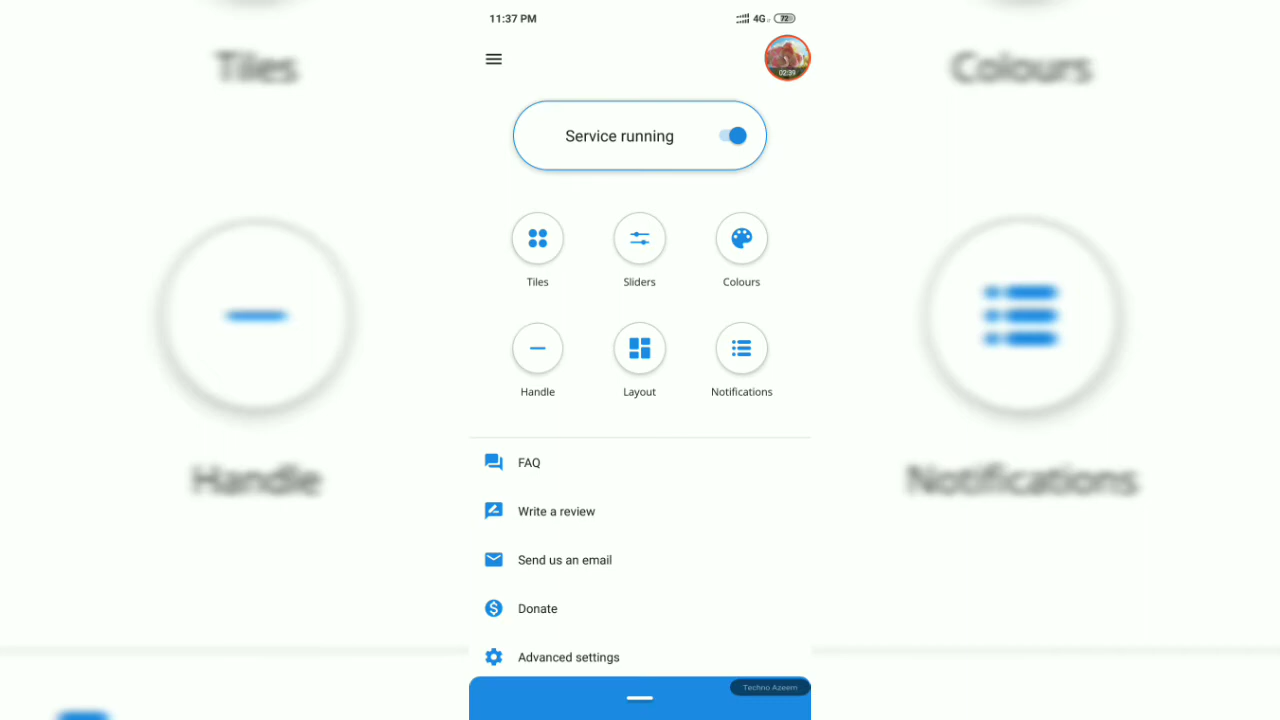 11:37 PM
4G
72
02:39
Service running
Tiles
Sliders
Colours
Handle
Layout
Notifications
FAQ
Write a review
Send us an email
Donate
Advanced settings
Techno Azeem
Tiles
Colours
Handle
Notifications